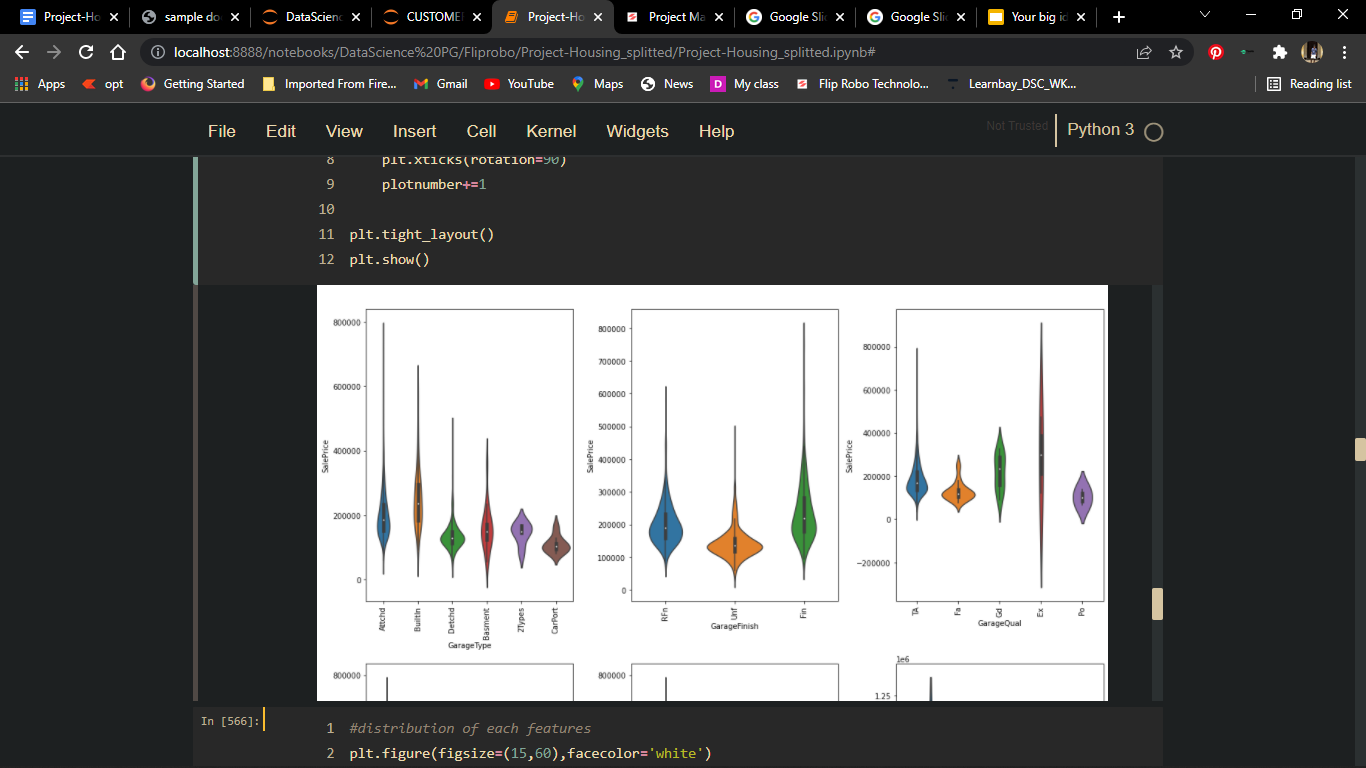 Project-Ho
sample do
DataScienc
CUSTOMER
Project-Ho
Project Ma
Google Sli
Google Sli
Your big id
localhost:8888/notebooks/DataScience%20PG/Fliprobo/Project-Housing_splitted/Project-Housing_splitted.ipynb#
Apps
opt
Getting Started
Imported From Fire...
Gmail
YouTube
Maps
News
D My class
Flip Robo Technolo...
Learnbay_DSC_WK...
Reading list
File Edit View Insert Cell Kernel Widgets Help
Not Trusted
Python 3
8 plt.xticks(rotation=90)
9 plotnumber+=1
10
11 plt.tight_layout()
12 plt.show()
800000
600000
400000
200000
0
SalePrice
Attchd
BuiltIn
Detchd
Basment
2Types
CarPort
GarageType
800000
700000
600000
500000
400000
300000
200000
100000
0
SalePrice
RFn
Unf
Fin
GarageFinish
800000
600000
400000
200000
0
−200000
SalePrice
TA
Fa
Gd
Ex
Po
GarageQual
800000
800000
1e6
1.25
In [566]:
1 #distribution of each features
2 plt.figure(figsize=(15,60),facecolor='white')